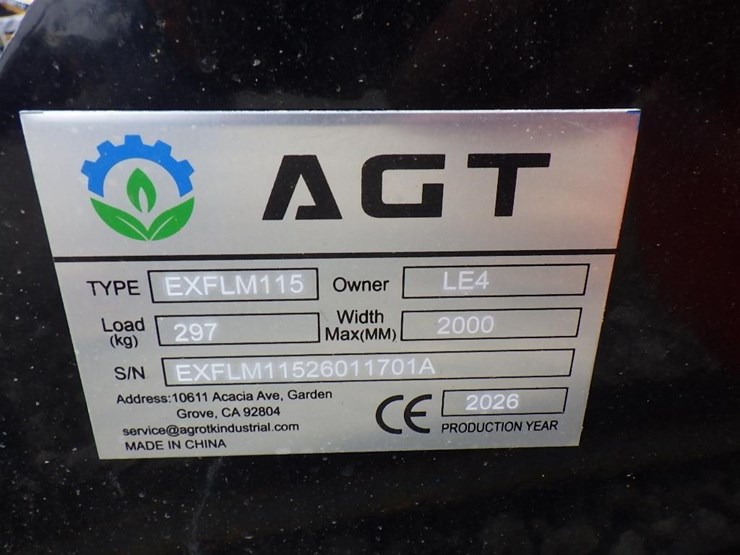 AGT
TYPE EXFLM115 Owner LE4
Load (kg) 297 Width Max(MM) 2000
S/N EXFLM11526011701A
Address:10611 Acacia Ave, Garden
Grove, CA 92804
service@agrotkindustrial.com
MADE IN CHINA
CE 2026
PRODUCTION YEAR